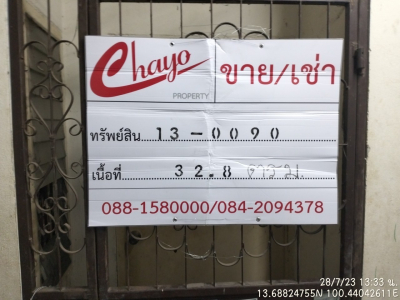 Chayo
PROPERTY
ขาย/เช่า
ทรัพย์สิน 13-0090
เนื้อที่ 32.8 ตารม
088-1580000/084-2094378
28/7/23 13:33 น.
13.68824755N 100.44042611E